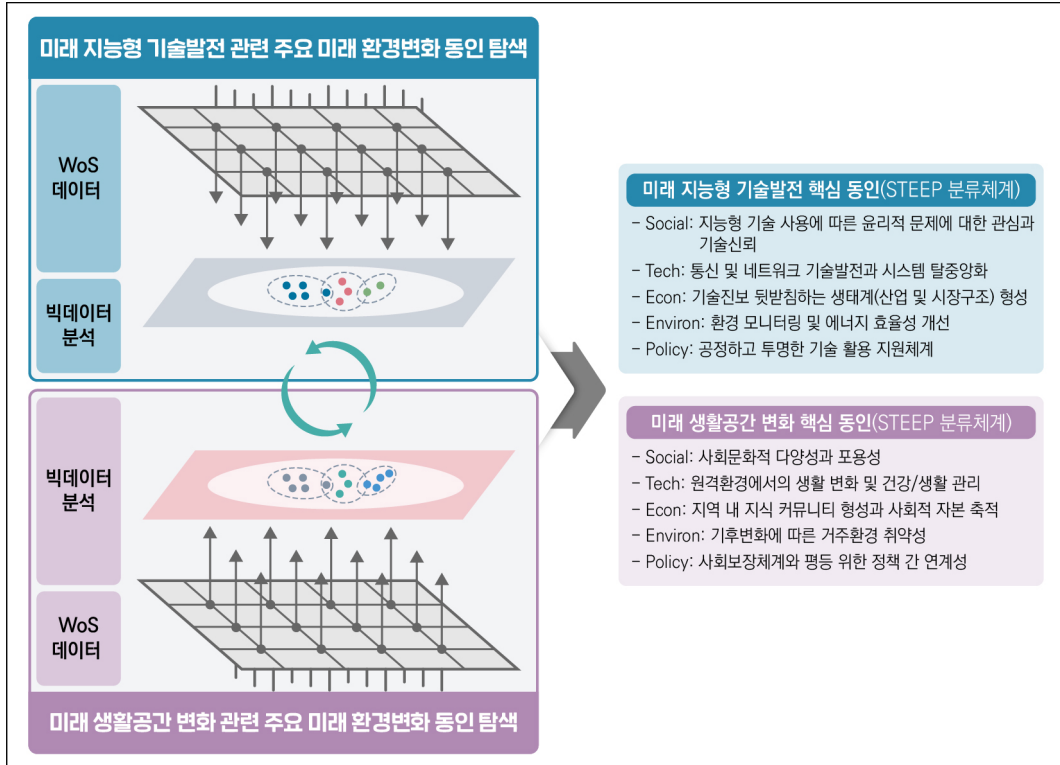 미래 지능형 기술발전 관련 주요 미래 환경변화 동인 탐색
WoS
데이터
빅데이터
분석
빅데이터
분석
WoS
데이터
미래 생활공간 변화 관련 주요 미래 환경변화 동인 탐색
미래 지능형 기술발전 핵심 동인(STEEP 분류체계)
- Social: 지능형 기술 사용에 따른 윤리적 문제에 대한 관심과
기술신뢰
- Tech: 통신 및 네트워크 기술발전과 시스템 탈중앙화
- Econ: 기술진보 뒷받침하는 생태계(산업 및 시장구조) 형성
- Environ: 환경 모니터링 및 에너지 효율성 개선
- Policy: 공정하고 투명한 기술 활용 지원체계
미래 생활공간 변화 핵심 동인(STEEP 분류체계)
- Social: 사회문화적 다양성과 포용성
- Tech: 원격환경에서의 생활 변화 및 건강/생활 관리
- Econ: 지역 내 지식 커뮤니티 형성과 사회적 자본 축적
- Environ: 기후변화에 따른 거주환경 취약성
- Policy: 사회보장체계와 평등 위한 정책 간 연계성